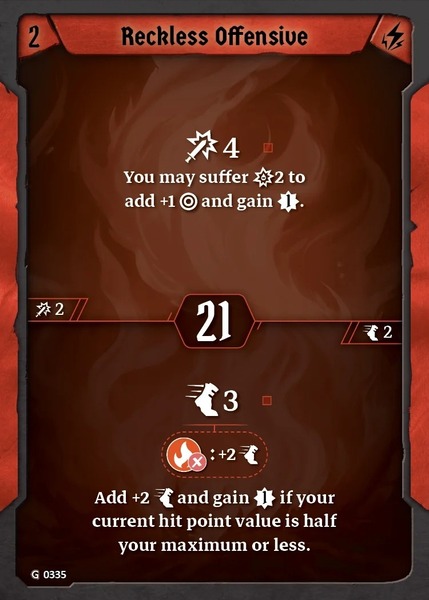 2 Reckless Offensive
4
You may suffer 2 to
add +1 and gain 1.
2
21
2
3
x : +2
Add +2 and gain 1 if your
current hit point value is half
your maximum or less.
G 0335